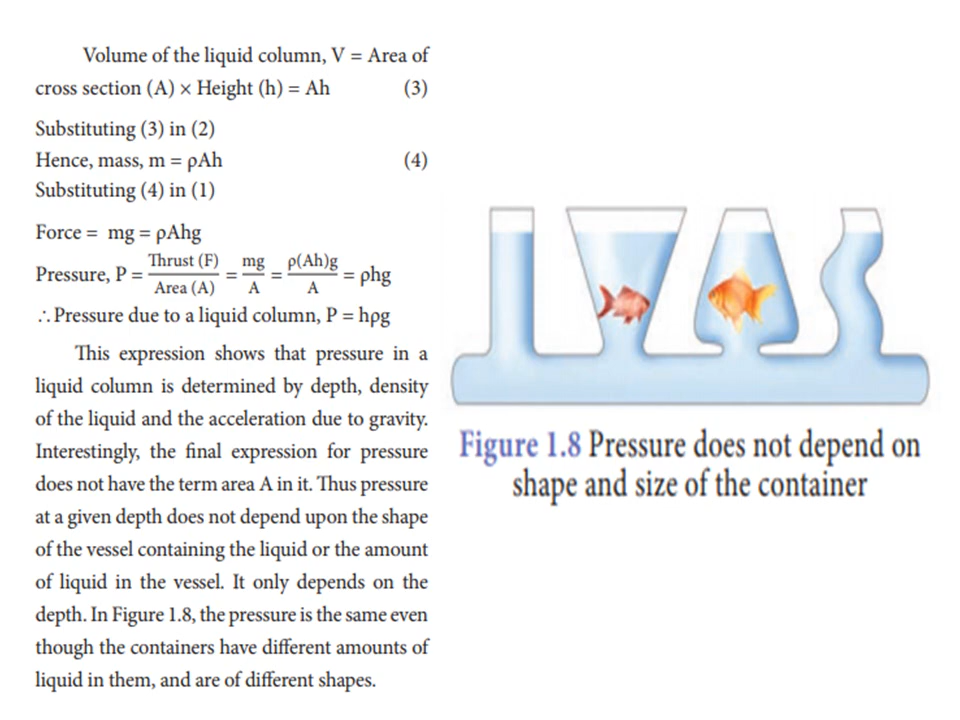 Volume of the liquid column, V = Area of
cross section (A) × Height (h) = Ah (3)
Substituting (3) in (2)
Hence, mass, m = ρAh (4)
Substituting (4) in (1)
Force = mg = ρAhg
Pressure, P = Thrust (F)/Area (A) = mg/A = ρ(Ah)g/A = ρhg
∴ Pressure due to a liquid column, P = hρg
This expression shows that pressure in a
liquid column is determined by depth, density
of the liquid and the acceleration due to gravity.
Interestingly, the final expression for pressure
does not have the term area A in it. Thus pressure
at a given depth does not depend upon the shape
of the vessel containing the liquid or the amount
of liquid in the vessel. It only depends on the
depth. In Figure 1.8, the pressure is the same even
though the containers have different amounts of
liquid in them, and are of different shapes.
Figure 1.8 Pressure does not depend on
shape and size of the container